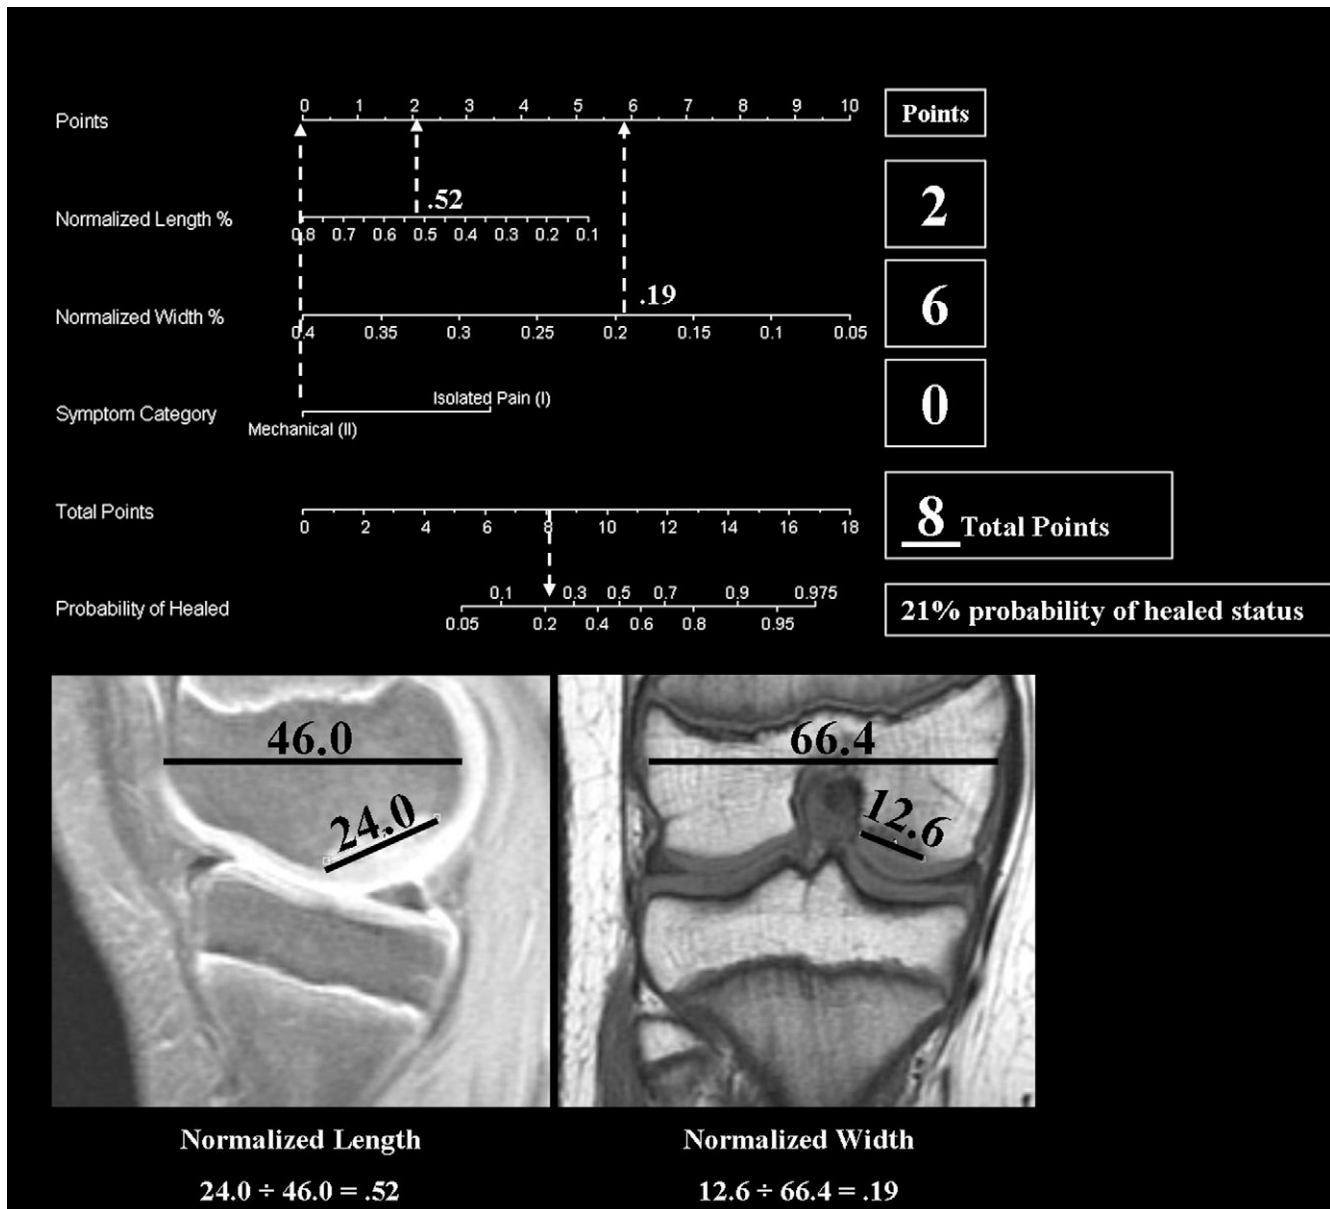 0 1 2 3 4 5 6 7 8 9 10
Points
Points
.52
2
Normalized Length %
0.8 0.7 0.6 0.5 0.4 0.3 0.2 0.1
.19
6
Normalized Width %
0.4 0.35 0.3 0.25 0.2 0.15 0.1 0.05
Isolated Pain (I)
0
Symptom Category
Mechanical (II)
Total Points
8 Total Points
0 2 4 6 8 10 12 14 16 18
0.1 0.3 0.5 0.7 0.9 0.975
Probability of Healed
21% probability of healed status
0.05 0.2 0.4 0.6 0.8 0.95
46.0
24.0
66.4
12.6
Normalized Length
24.0 ÷ 46.0 = .52
Normalized Width
12.6 ÷ 66.4 = .19